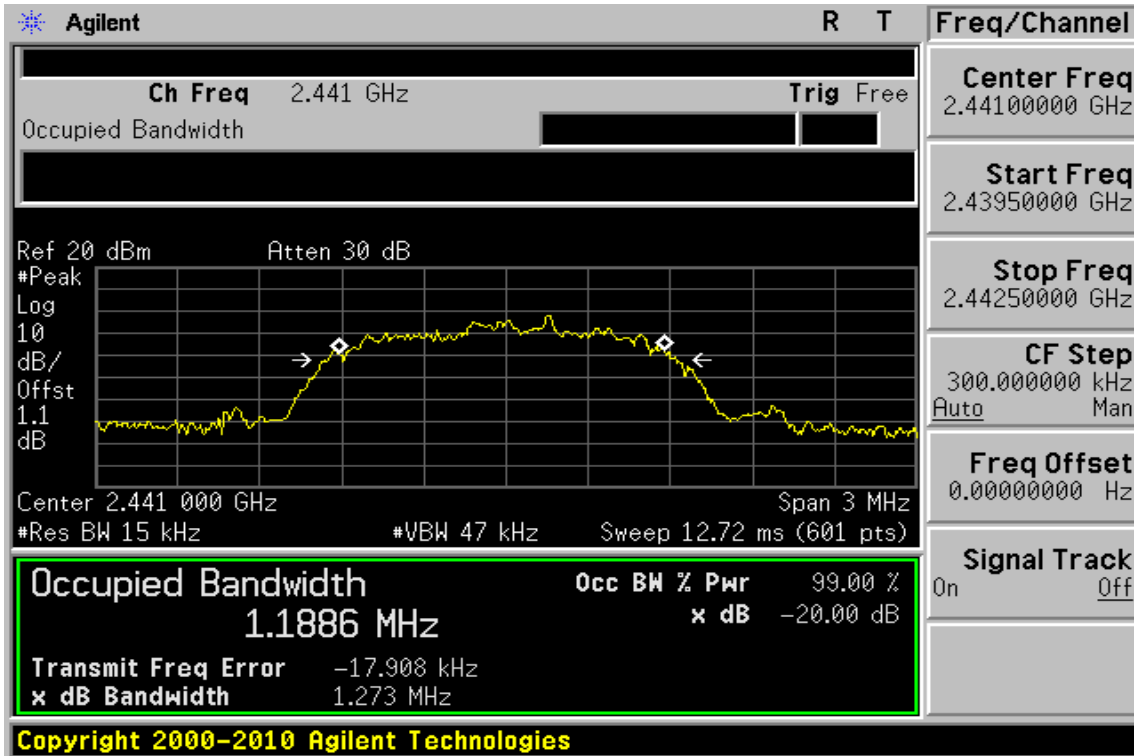 Agilent R T
Ch Freq 2.441 GHz Trig Free
Occupied Bandwidth
Ref 20 dBm Atten 30 dB
#Peak
Log
10
dB/
Offst
1.1
dB
Center 2.441 000 GHz Span 3 MHz
#Res BW 15 kHz #VBW 47 kHz Sweep 12.72 ms (601 pts)
Occupied Bandwidth Occ BW % Pwr 99.00 %
1.1886 MHz x dB -20.00 dB
Transmit Freq Error -17.908 kHz
x dB Bandwidth 1.273 MHz
Copyright 2000-2010 Agilent Technologies
Freq/Channel
Center Freq
2.44100000 GHz
Start Freq
2.43950000 GHz
Stop Freq
2.44250000 GHz
CF Step
300.000000 kHz
Auto Man
Freq Offset
0.00000000 Hz
Signal Track
On Off